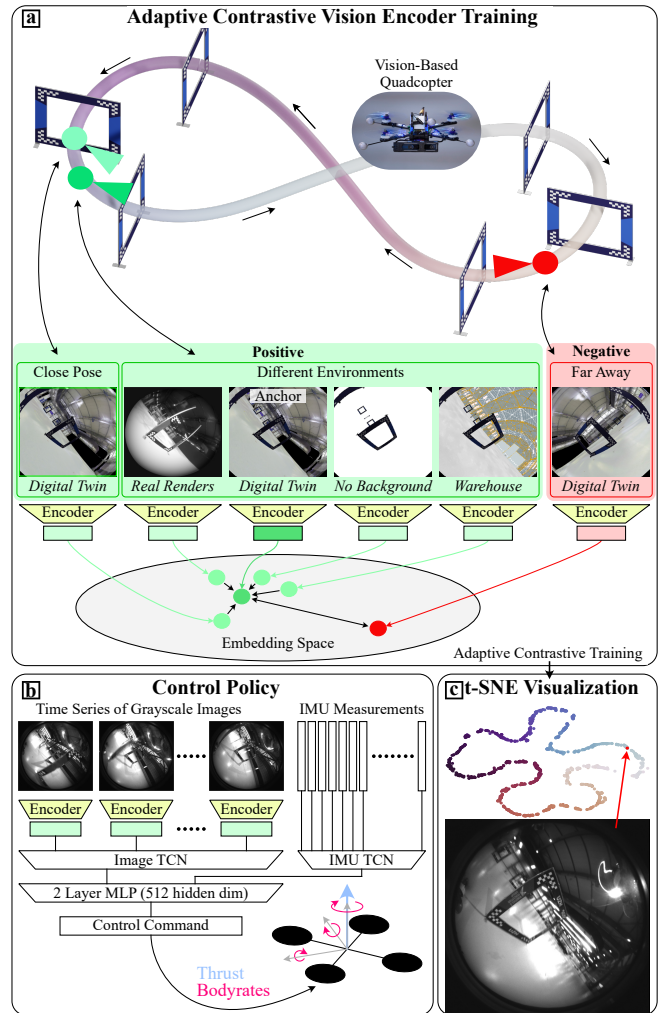 a Adaptive Contrastive Vision Encoder Training
Vision-Based
Quadcopter
Positive
Negative
Close Pose
Different Environments
Far Away
Anchor
Digital Twin
Real Renders
Digital Twin
No Background
Warehouse
Digital Twin
Encoder
Encoder
Encoder
Encoder
Encoder
Encoder
Embedding Space
Adaptive Contrastive Training
b Control Policy
Time Series of Grayscale Images
IMU Measurements
Encoder
Encoder
Encoder
Image TCN
IMU TCN
2 Layer MLP (512 hidden dim)
Control Command
Thrust
Bodyrates
c t-SNE Visualization